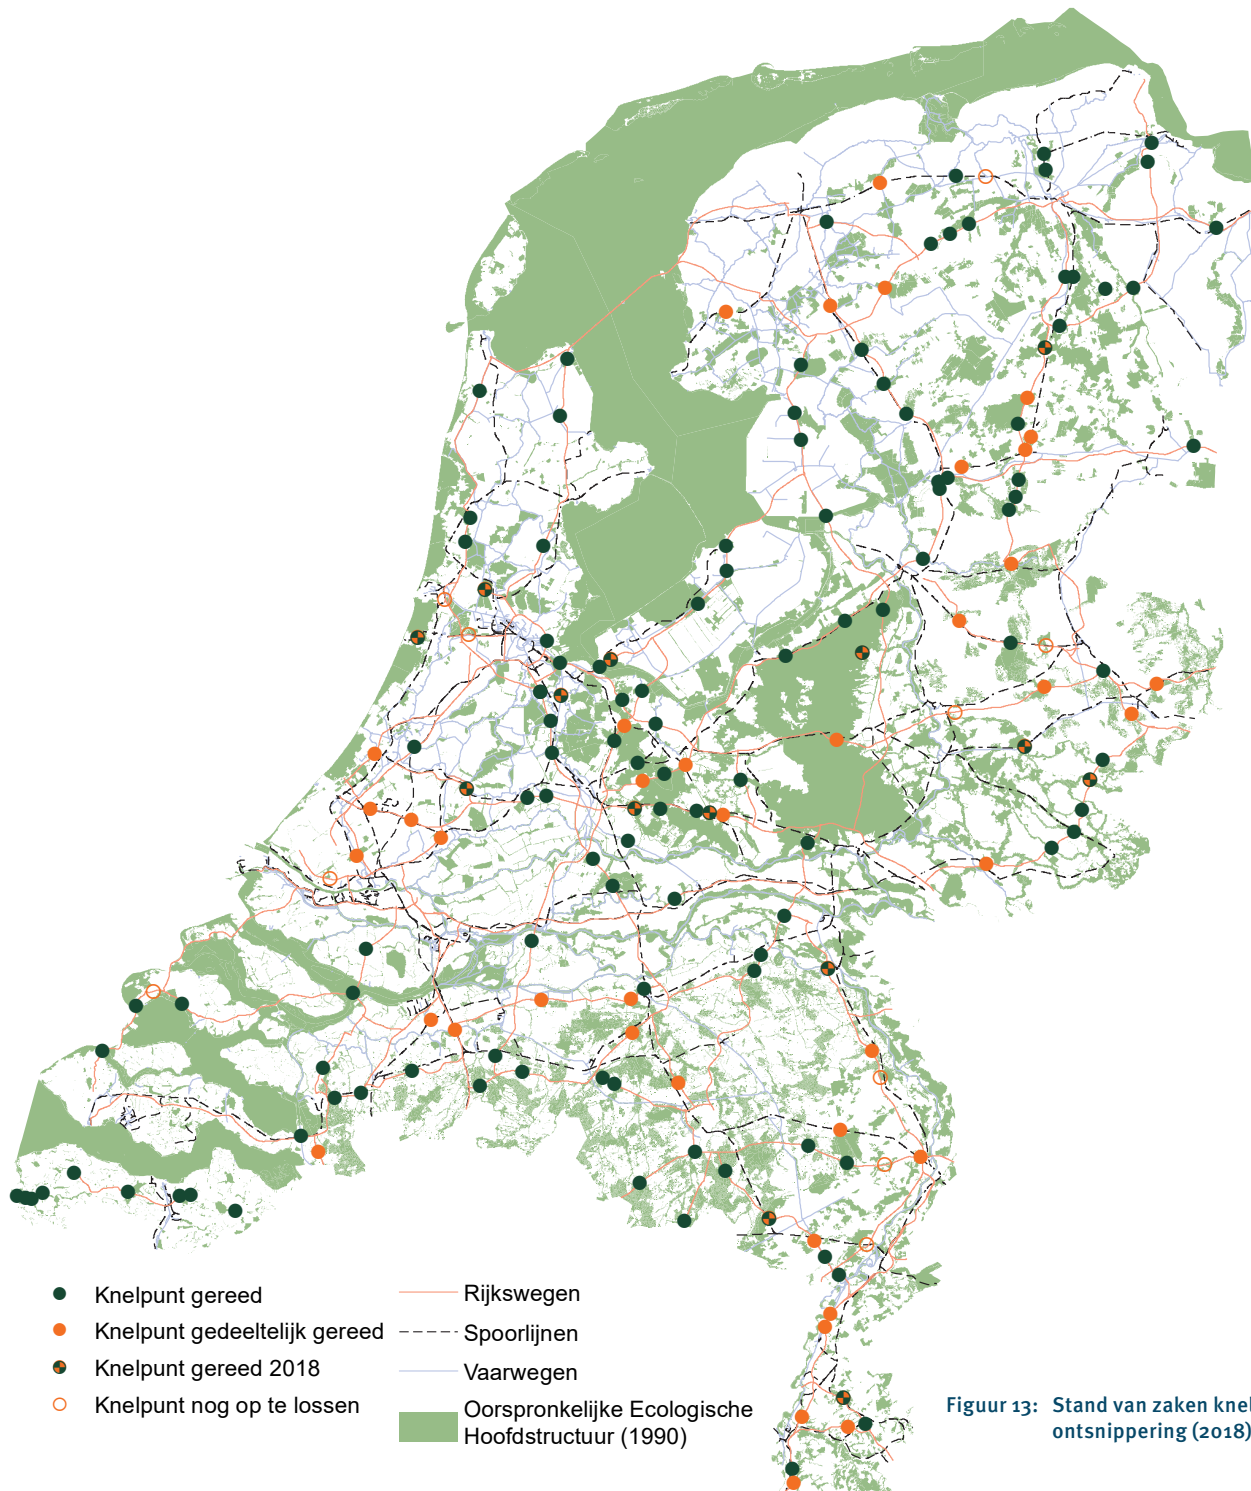 Knelpunt gereed
Knelpunt gedeeltelijk gereed
Knelpunt gereed 2018
Knelpunt nog op te lossen
Rijkswegen
Spoorlijnen
Vaarwegen
Oorspronkelijke Ecologische
Hoofdstructuur (1990)
Figuur 13: Stand van zaken knel
ontsnippering (2018)